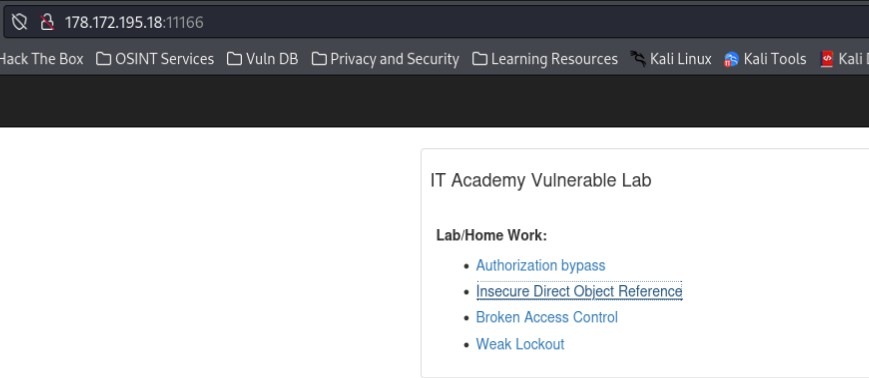 178.172.195.18:11166
Hack The Box OSINT Services Vuln DB Privacy and Security Learning Resources Kali Linux Kali Tools Kali
IT Academy Vulnerable Lab
Lab/Home Work:
Authorization bypass
Insecure Direct Object Reference
Broken Access Control
Weak Lockout